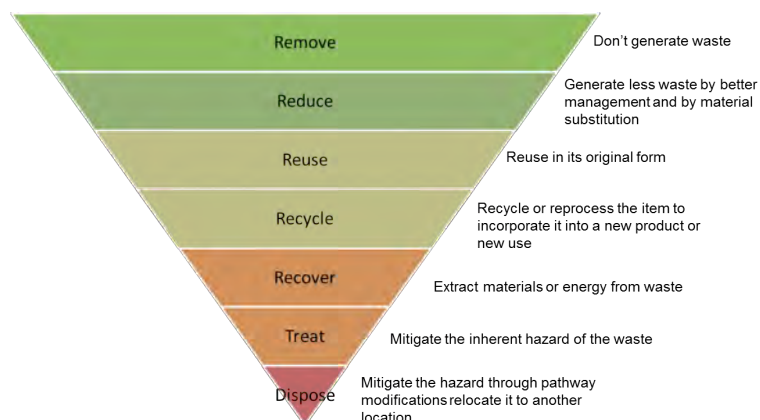 Remove
Don't generate waste
Reduce
Generate less waste by better
management and by material
substitution
Reuse
Reuse in its original form
Recycle
Recycle or reprocess the item to
incorporate it into a new product or
new use
Recover
Extract materials or energy from waste
Treat
Mitigate the inherent hazard of the waste
Dispose
Mitigate the hazard through pathway
modifications relocate it to another
location